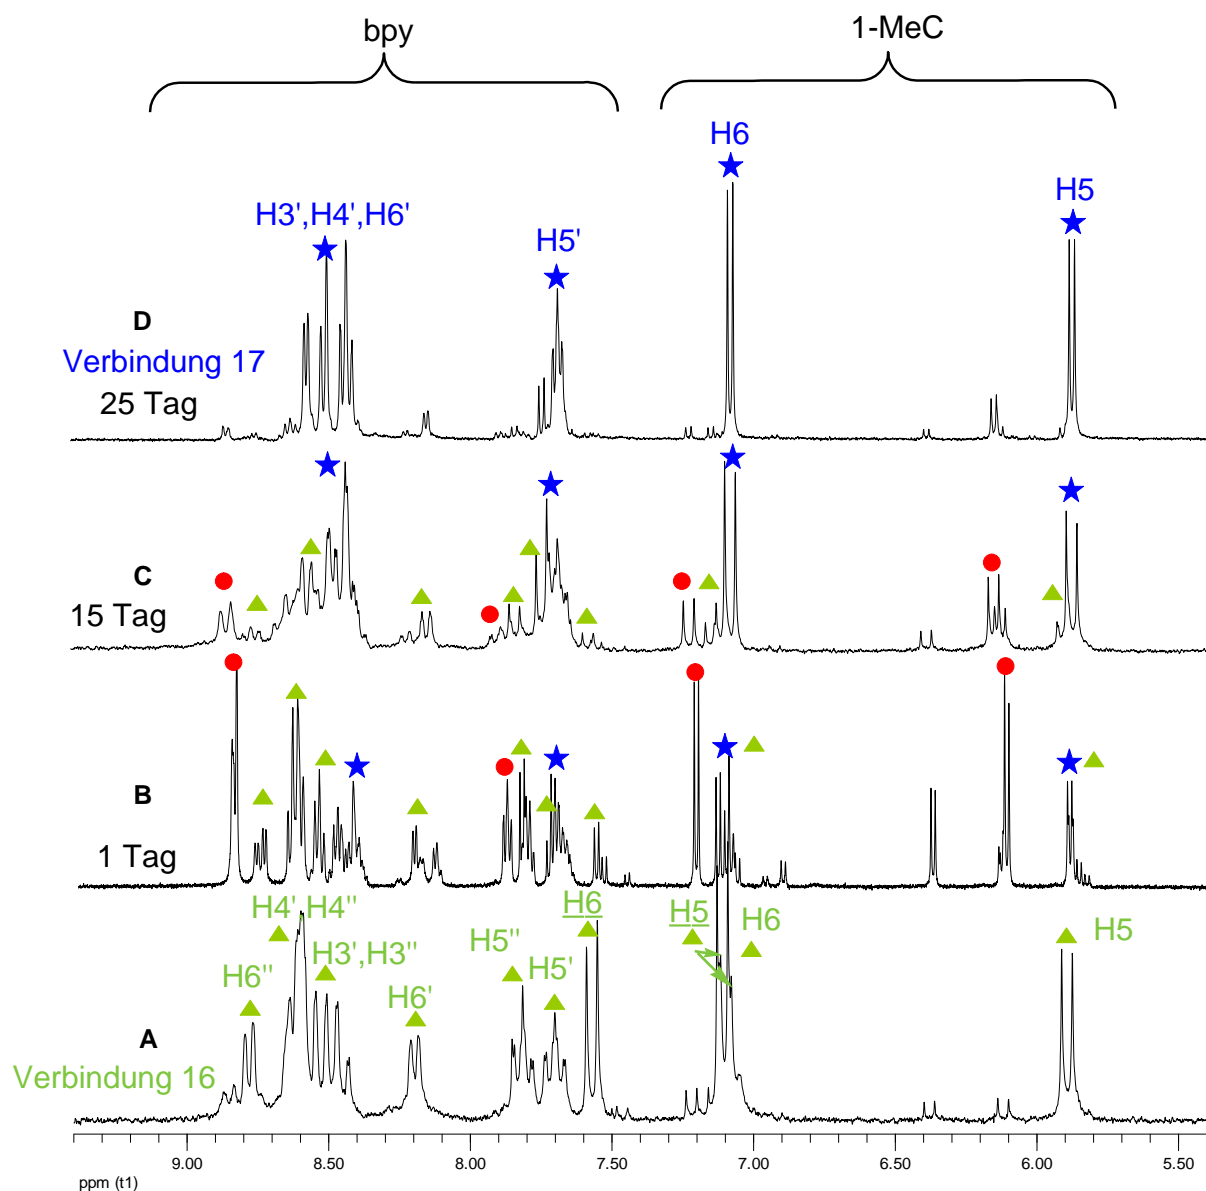 bpy
1-MeC
H6
H5
H3',H4',H6'
H5'
D
Verbindung 17
25 Tag
C
15 Tag
B
1 Tag
H4',H4''
H6
H5
H6
H5
H5''
H5'
H3',H3''
H6''
H6'
A
Verbindung 16
9.00
8.50
8.00
7.50
7.00
6.50
6.00
5.50
ppm (t1)